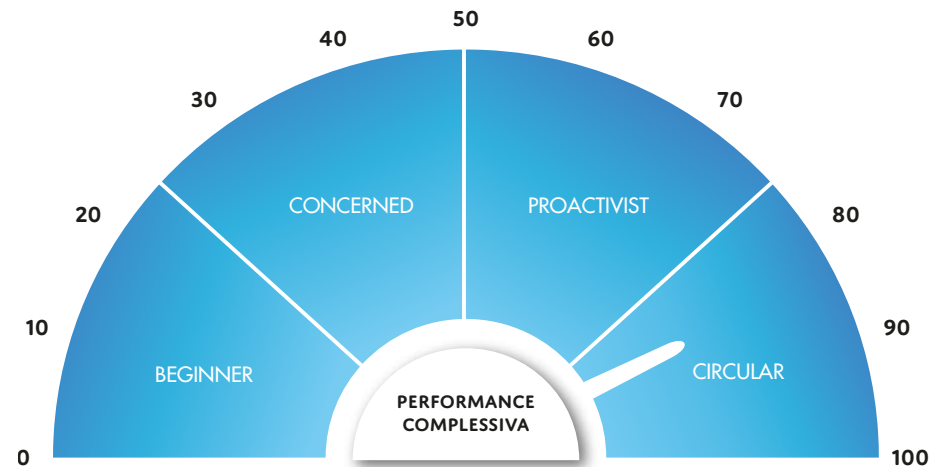 50
40
60
30
70
20
80
CONCERNED
PROACTIVIST
10
90
BEGINNER
CIRCULAR
PERFORMANCE
COMPLESSIVA
0
100